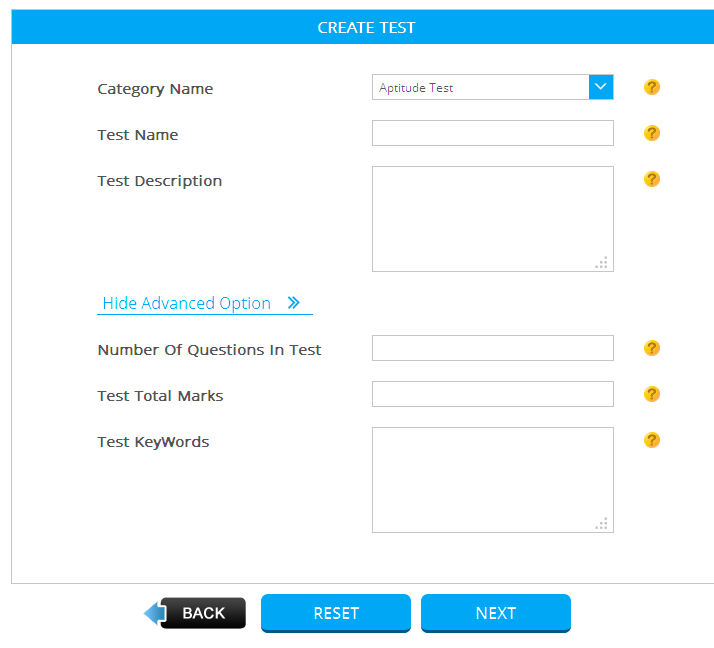 CREATE TEST
Category Name Aptitude Test ?
Test Name ?
Test Description ?
Hide Advanced Option »
Number Of Questions In Test ?
Test Total Marks ?
Test KeyWords ?
BACK RESET NEXT